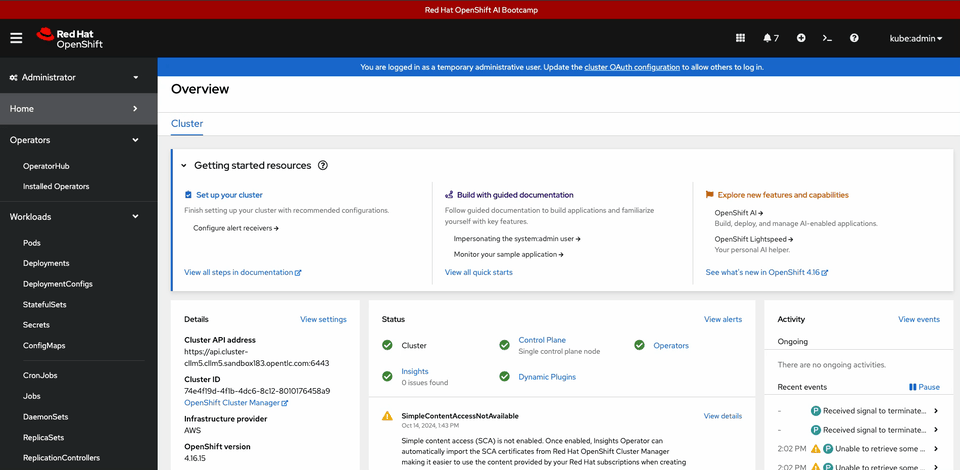 Red Hat OpenShift AI Bootcamp
Red Hat
OpenShift
7
kube:admin
Administrator
Home
Operators
OperatorHub
Installed Operators
Workloads
Pods
Deployments
DeploymentConfigs
StatefulSets
Secrets
ConfigMaps
CronJobs
Jobs
DaemonSets
ReplicaSets
ReplicationControllers
You are logged in as a temporary administrative user. Update the cluster OAuth configuration to allow others to log in.
Overview
Cluster
Getting started resources
Set up your cluster
Finish setting up your cluster with recommended configurations.
Configure alert receivers →
View all steps in documentation
Build with guided documentation
Follow guided documentation to build applications and familiarize
yourself with key features.
Impersonating the system:admin user →
Monitor your sample application →
View all quick starts
Explore new features and capabilities
OpenShift AI →
Build, deploy, and manage AI-enabled applications.
OpenShift Lightspeed →
Your personal AI helper.
See what's new in OpenShift 4.16
Details
View settings
Cluster API address
https://api.cluster-
cllm5.cllm5.sandbox183.opentlc.com:6443
Cluster ID
74e4f19d-4f1b-4dc6-8c12-8010176458a9
OpenShift Cluster Manager
Infrastructure provider
AWS
OpenShift version
4.16.15
Status
View alerts
Cluster
Control Plane
Single control plane node
Operators
Insights
0 issues found
Dynamic Plugins
SimpleContentAccessNotAvailable
View details
Oct 14, 2024, 1:43 PM
Simple content access (SCA) is not enabled. Once enabled, Insights Operator can
automatically import the SCA certificates from Red Hat OpenShift Cluster Manager
making it easier to use the content provided by your Red Hat subscriptions when creating
Activity
View events
Ongoing
There are no ongoing activities.
Recent events
Pause
- P Received signal to terminate...
- P Received signal to terminate...
2:02 PM P Unable to retrieve some ...
2:02 PM P Unable to retrieve some ...